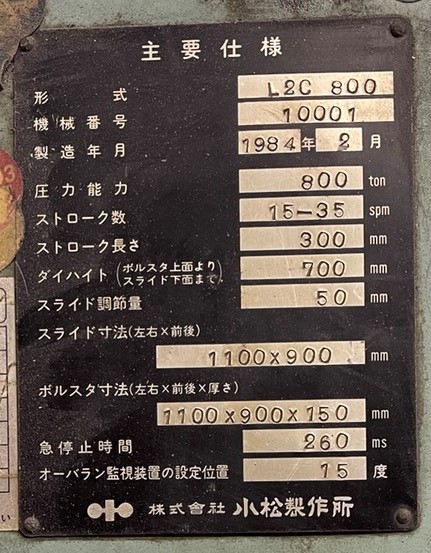 主要仕様
形式 L2C 800
機械番号 10001
製造年月 1984年 2月
圧力能力 800 ton
ストローク数 15-35 spm
ストローク長さ 300 mm
ダイハイト (ボルスタ上面より スライド下面まで) 700 mm
スライド調節量 50 mm
スライド寸法(左右×前後)
1100×900 mm
ボルスタ寸法(左右×前後×厚さ)
1100×900×150 mm
急停止時間 260 ms
オーバラン監視装置の設定位置 15 度
株式会社 小松製作所